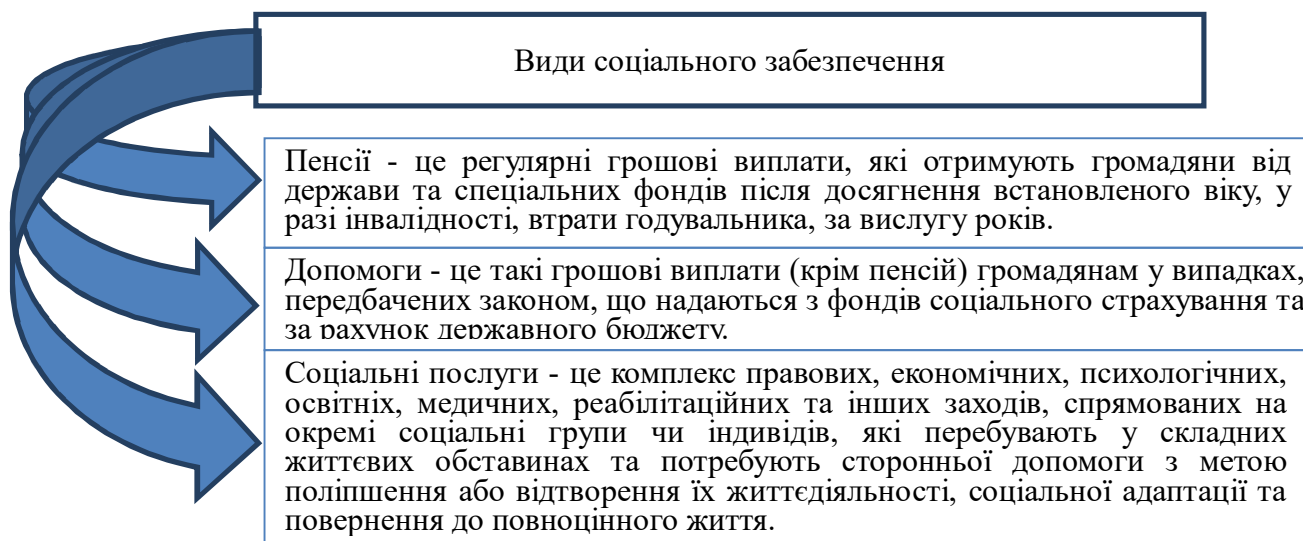 Види соціального забезпечення
Пенсії - це регулярні грошові виплати, які отримують громадяни від
держави та спеціальних фондів після досягнення встановленого віку, у
разі інвалідності, втрати годувальника, за вислугу років.
Допомоги - це такі грошові виплати (крім пенсій) громадянам у випадках,
передбачених законом, що надаються з фондів соціального страхування та
за рахунок державного бюджету.
Соціальні послуги - це комплекс правових, економічних, психологічних,
освітніх, медичних, реабілітаційних та інших заходів, спрямованих на
окремі соціальні групи чи індивідів, які перебувають у складних
життєвих обставинах та потребують сторонньої допомоги з метою
поліпшення або відтворення їх життєдіяльності, соціальної адаптації та
повернення до повноцінного життя.